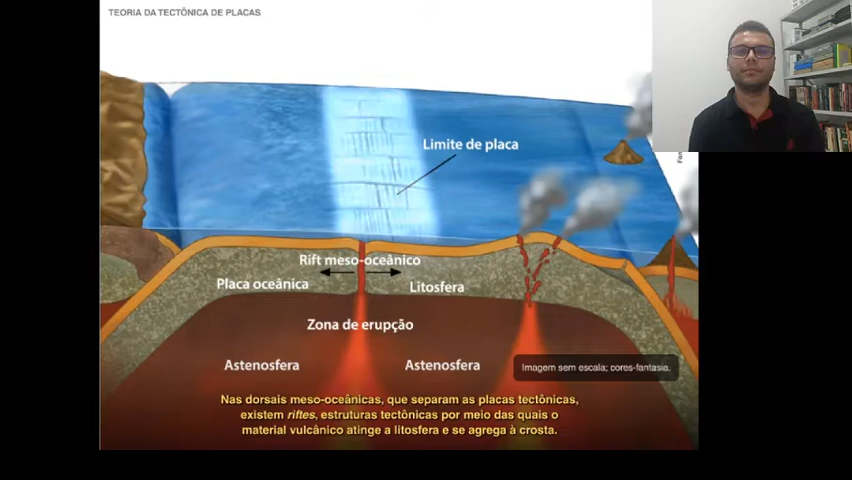 TEORIA DA TECTÔNICA DE PLACAS
Limite de placa
Rift meso-oceânico
Placa oceânica
Litosfera
Zona de erupção
Astenosfera
Astenosfera
Imagem sem escala; cores-fantasia.
Nas dorsais meso-oceânicas, que separam as placas tectônicas,
existem riftes, estruturas tectônicas por meio das quais o
material vulcânico atinge a litosfera e se agrega à crosta.